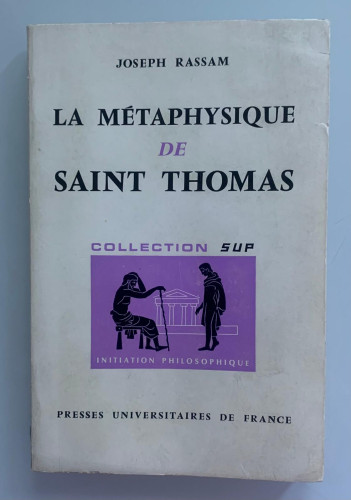 JOSEPH RASSAM
LA MÉTAPHYSIQUE
DE
SAINT THOMAS
COLLECTION SUP
INITIATION PHILOSOPHIQUE
PRESSES UNIVERSITAIRES DE FRANCE